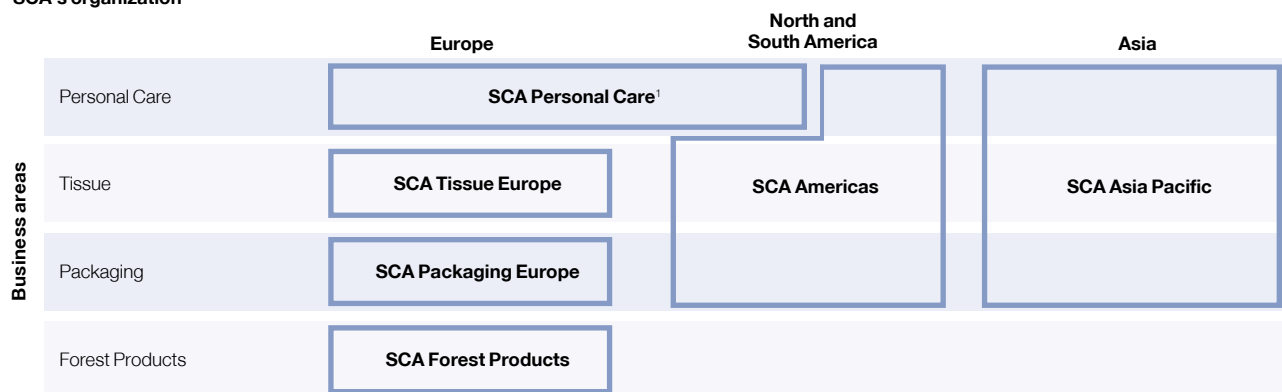 SCA's organization
Europe
North and
South America
Asia
Business areas
Personal Care
SCA Personal Care¹
Tissue
SCA Tissue Europe
SCA Americas
SCA Asia Pacific
Packaging
SCA Packaging Europe
Forest Products
SCA Forest Products